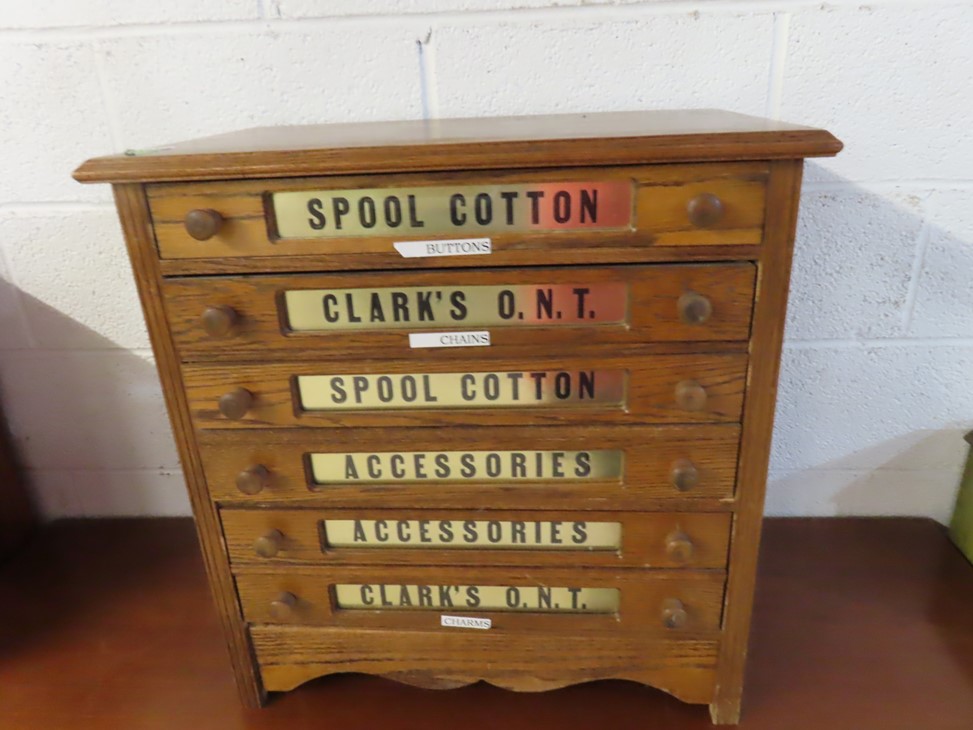 SPOOL COTTON
BUTTONS
CLARK'S O.N.T.
CHAINS
SPOOL COTTON
ACCESSORIES
ACCESSORIES
CLARK'S O.N.T.
CHARMS